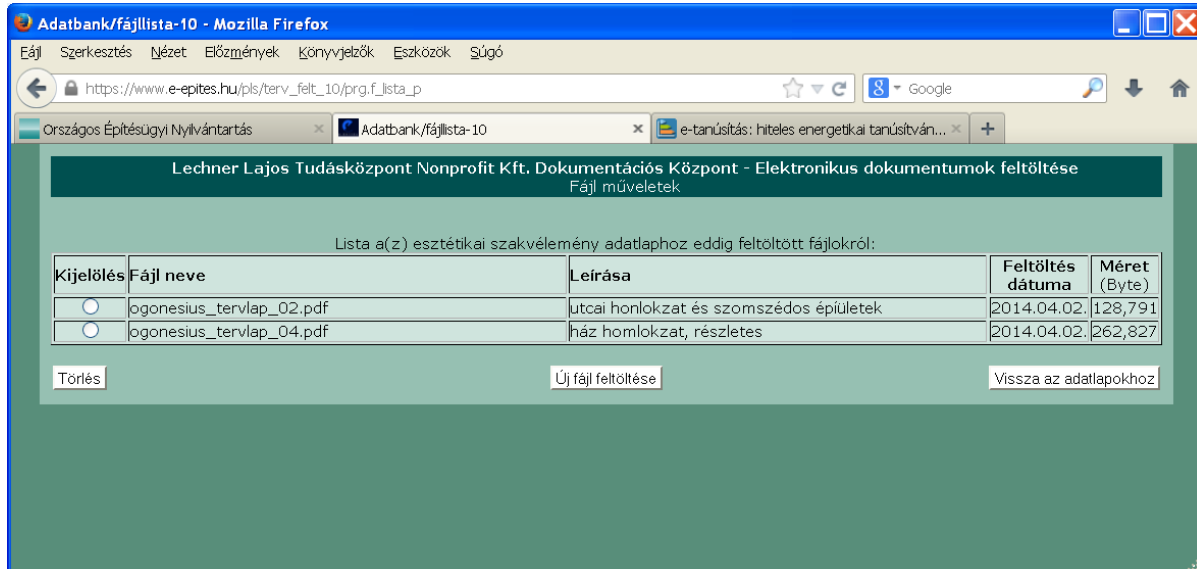 Adatbank/fájllista-10 - Mozilla Firefox
Fájl Szerkesztés Nézet Előzmények Könyvjelzők Eszközök Súgó
https://www.e-epites.hu/pls/terv_felt_10/prg.f_lista_p Google
Országos Építésügyi Nyilvántartás Adatbank/fájllista-10 e-tanúsítás: hiteles energetikai tanúsítván...
Lechner Lajos Tudásközpont Nonprofit Kft. Dokumentációs Központ - Elektronikus dokumentumok feltöltése
Fájl műveletek
Lista a(z) esztétikai szakvélemény adatlaphoz eddig feltöltött fájlokról:
Kijelölés Fájl neve Leírása Feltöltés dátuma Méret (Byte)
ogonesius_tervlap_02.pdf utcai honlokzat és szomszédos épíületek 2014.04.02. 128,791
ogonesius_tervlap_04.pdf ház homlokzat, részletes 2014.04.02. 262,827
Törlés Új fájl feltöltése Vissza az adatlapokhoz